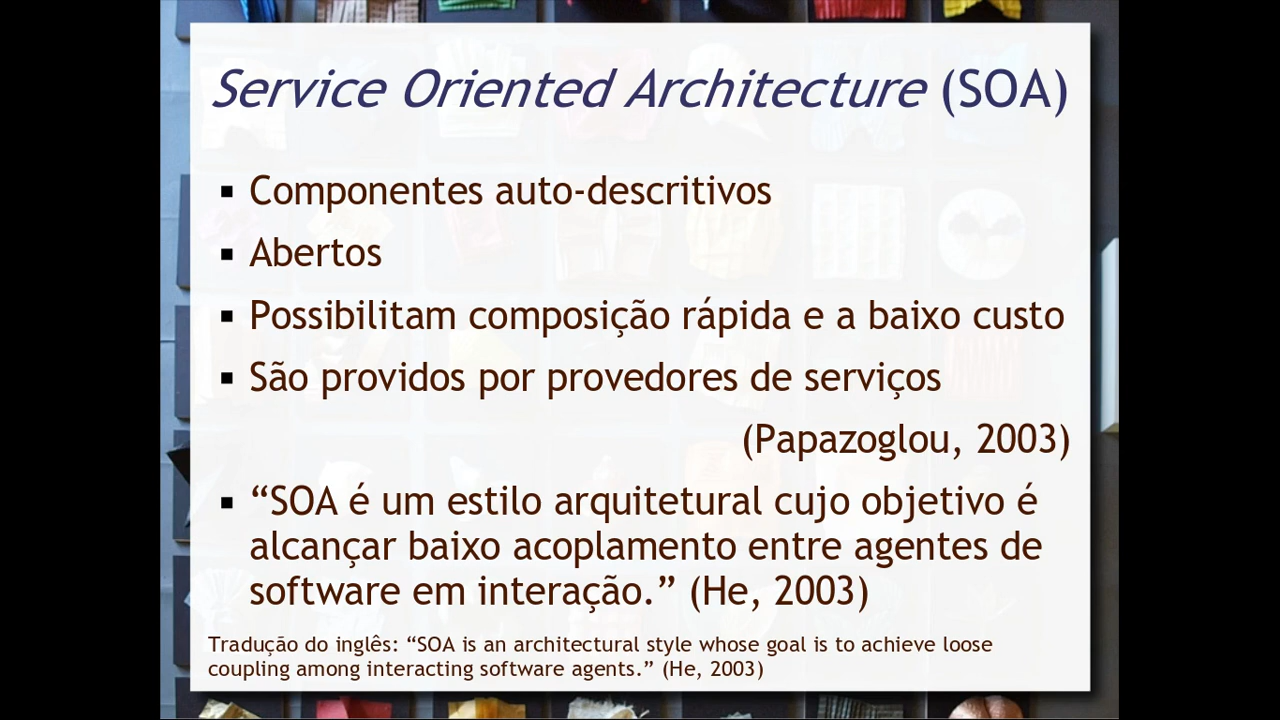 Service Oriented Architecture (SOA)
▪ Componentes auto-descritivos
▪ Abertos
▪ Possibilitam composição rápida e a baixo custo
▪ São providos por provedores de serviços
(Papazoglou, 2003)
▪ “SOA é um estilo arquitetural cujo objetivo é
alcançar baixo acoplamento entre agentes de
software em interação.” (He, 2003)
Tradução do inglês: “SOA is an architectural style whose goal is to achieve loose
coupling among interacting software agents.” (He, 2003)